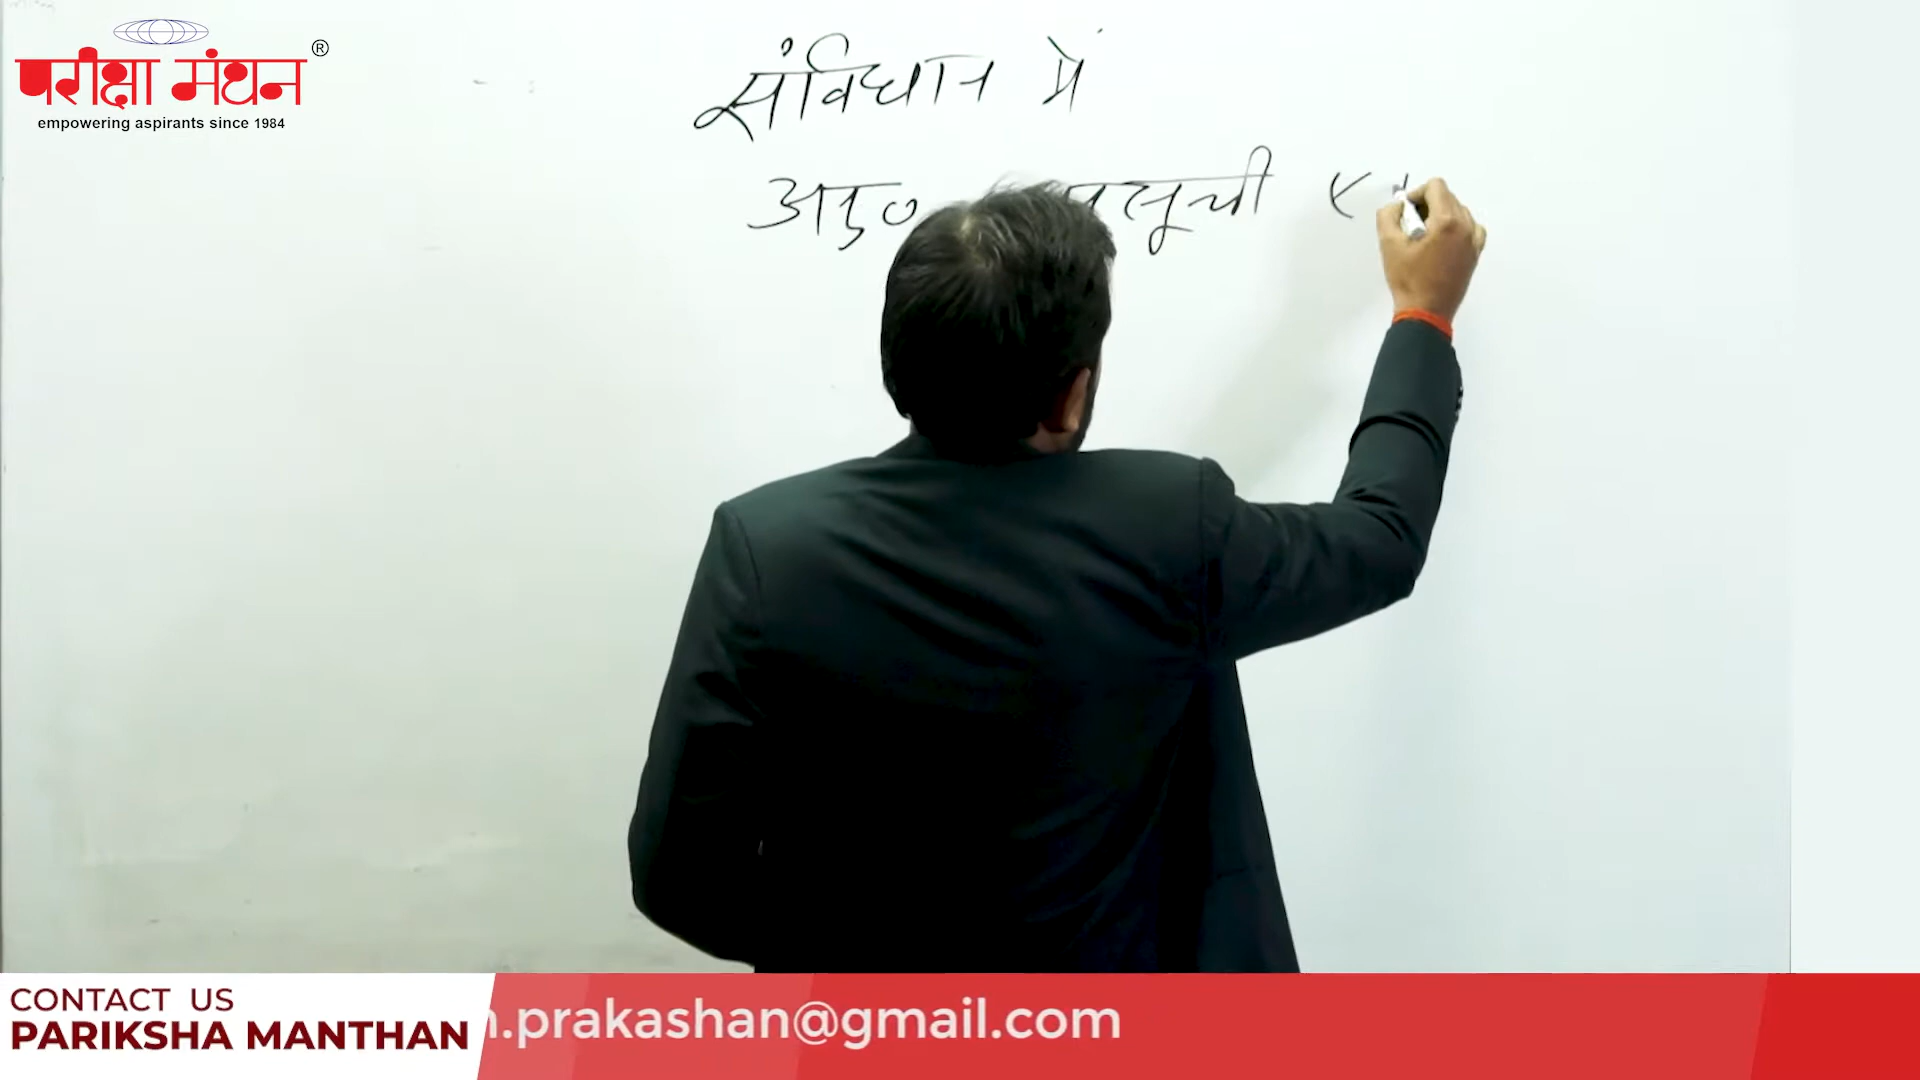 परीक्षा मंथन ®
empowering aspirants since 1984
संविधान में
अनु०
CONTACT US
PARIKSHA MANTHAN
.prakashan@gmail.com